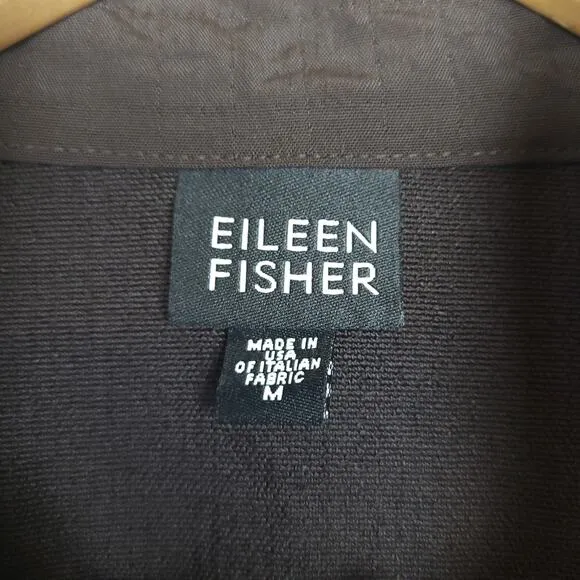 EILEEN
FISHER
MADE IN
USA
OF ITALIAN
FABRIC
M